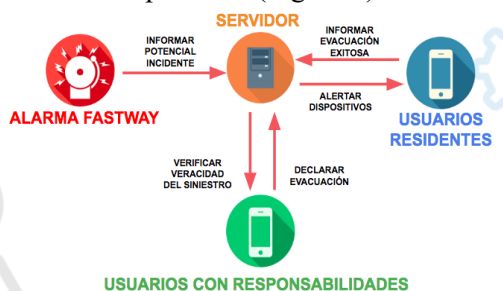 SERVIDOR
INFORMAR
POTENCIAL
INCIDENTE
INFORMAR
EVACUACIÓN
EXITOSA
ALERTAR
DISPOSITIVOS
ALARMA FASTWAY
USUARIOS
RESIDENTES
VERIFICAR
VERACIDAD
DEL SINIESTRO
DECLARAR
EVACUACIÓN
USUARIOS CON RESPONSABILIDADES